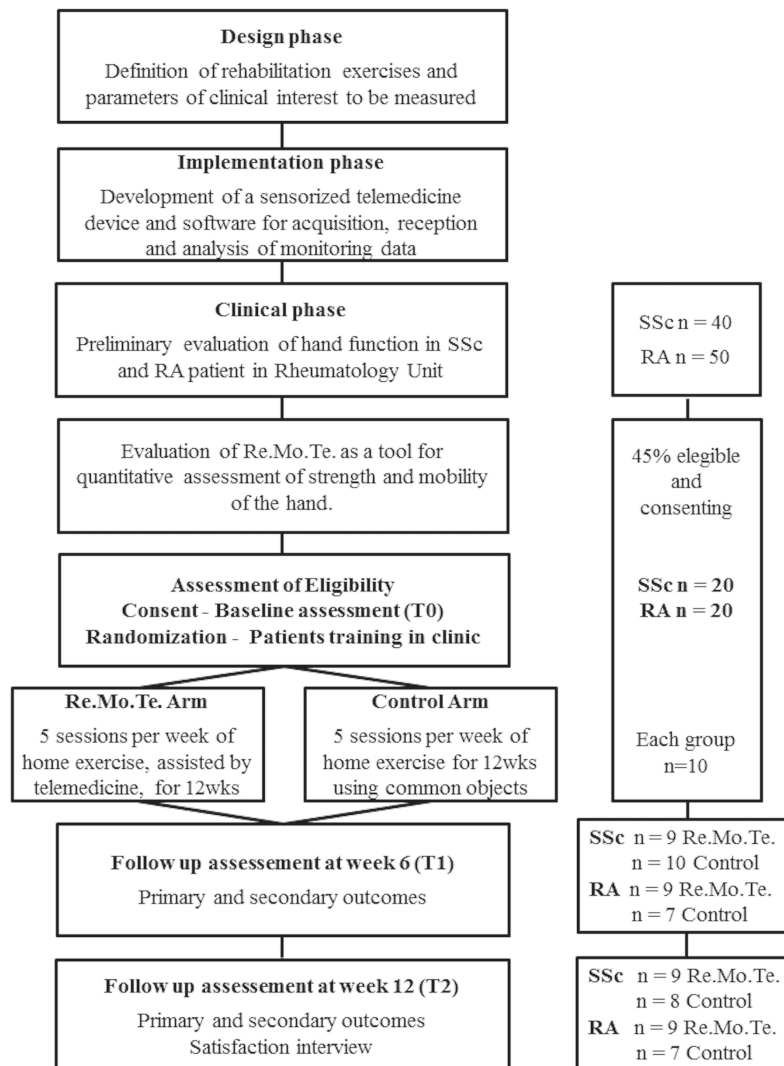 Design phase
Definition of rehabilitation exercises and
parameters of clinical interest to be measured
Implementation phase
Development of a sensorized telemedicine
device and software for acquisition, reception
and analysis of monitoring data
Clinical phase
Preliminary evaluation of hand function in SSc
and RA patient in Rheumatology Unit
SSc n = 40
RA n = 50
Evaluation of Re.Mo.Te. as a tool for
quantitative assessment of strength and mobility
of the hand.
45% elegible
and
consenting
Assessment of Eligibility
Consent - Baseline assessment (T0)
Randomization - Patients training in clinic
SSc n = 20
RA n = 20
Re.Mo.Te. Arm
5 sessions per week of
home exercise, assisted by
telemedicine, for 12wks
Control Arm
5 sessions per week of
home exercise for 12wks
using common objects
Each group
n=10
Follow up assessement at week 6 (T1)
Primary and secondary outcomes
SSc n = 9 Re.Mo.Te.
n = 10 Control
RA n = 9 Re.Mo.Te.
n = 7 Control
Follow up assessement at week 12 (T2)
Primary and secondary outcomes
Satisfaction interview
SSc n = 9 Re.Mo.Te.
n = 8 Control
RA n = 9 Re.Mo.Te.
n = 7 Control